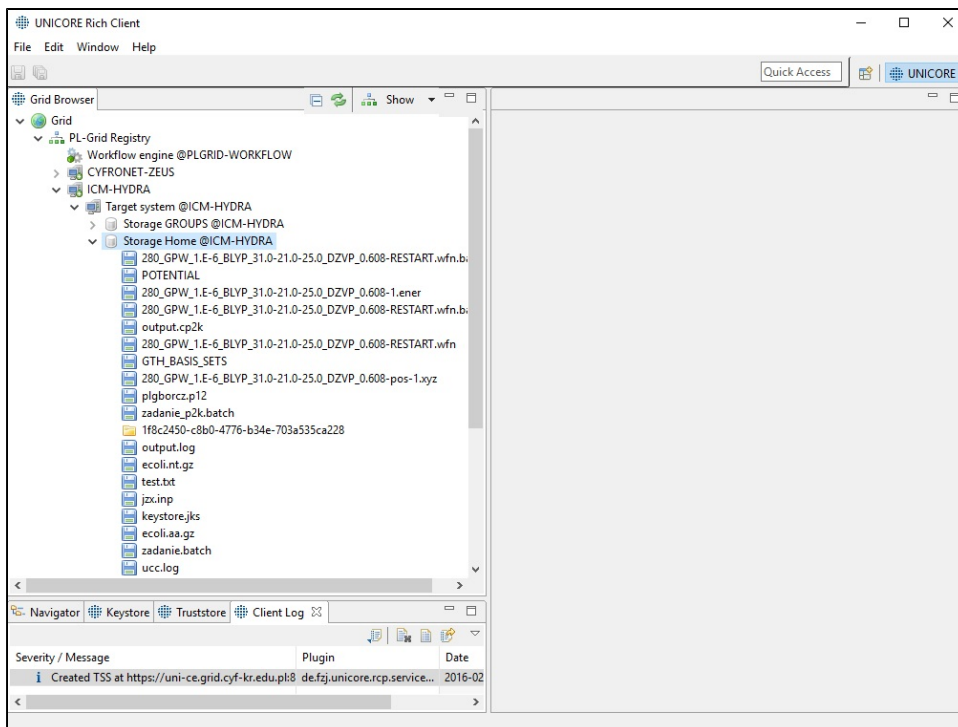 UNICORE Rich Client
File Edit Window Help
Quick Access UNICORE
Grid Browser Show
Grid
PL-Grid Registry
Workflow engine @PLGRID-WORKFLOW
CYFRONET-ZEUS
ICM-HYDRA
Target system @ICM-HYDRA
Storage GROUPS @ICM-HYDRA
Storage Home @ICM-HYDRA
280_GPW_1.E-6_BLYP_31.0-21.0-25.0_DZVP_0.608-RESTART.wfn.b
POTENTIAL
280_GPW_1.E-6_BLYP_31.0-21.0-25.0_DZVP_0.608-1.ener
280_GPW_1.E-6_BLYP_31.0-21.0-25.0_DZVP_0.608-RESTART.wfn.b
output.cp2k
280_GPW_1.E-6_BLYP_31.0-21.0-25.0_DZVP_0.608-RESTART.wfn
GTH_BASIS_SETS
280_GPW_1.E-6_BLYP_31.0-21.0-25.0_DZVP_0.608-pos-1.xyz
plgborcz.p12
zadanie_p2k.batch
1f8c2450-c8b0-4776-b34e-703a535ca228
output.log
ecoli.nt.gz
test.txt
jzx.inp
keystore.jks
ecoli.aa.gz
zadanie.batch
ucc.log
Navigator Keystore Truststore Client Log
Severity / Message Plugin Date
Created TSS at https://uni-ce.grid.cyf-kr.edu.pl:8 de.fzj.unicore.rcp.service... 2016-02